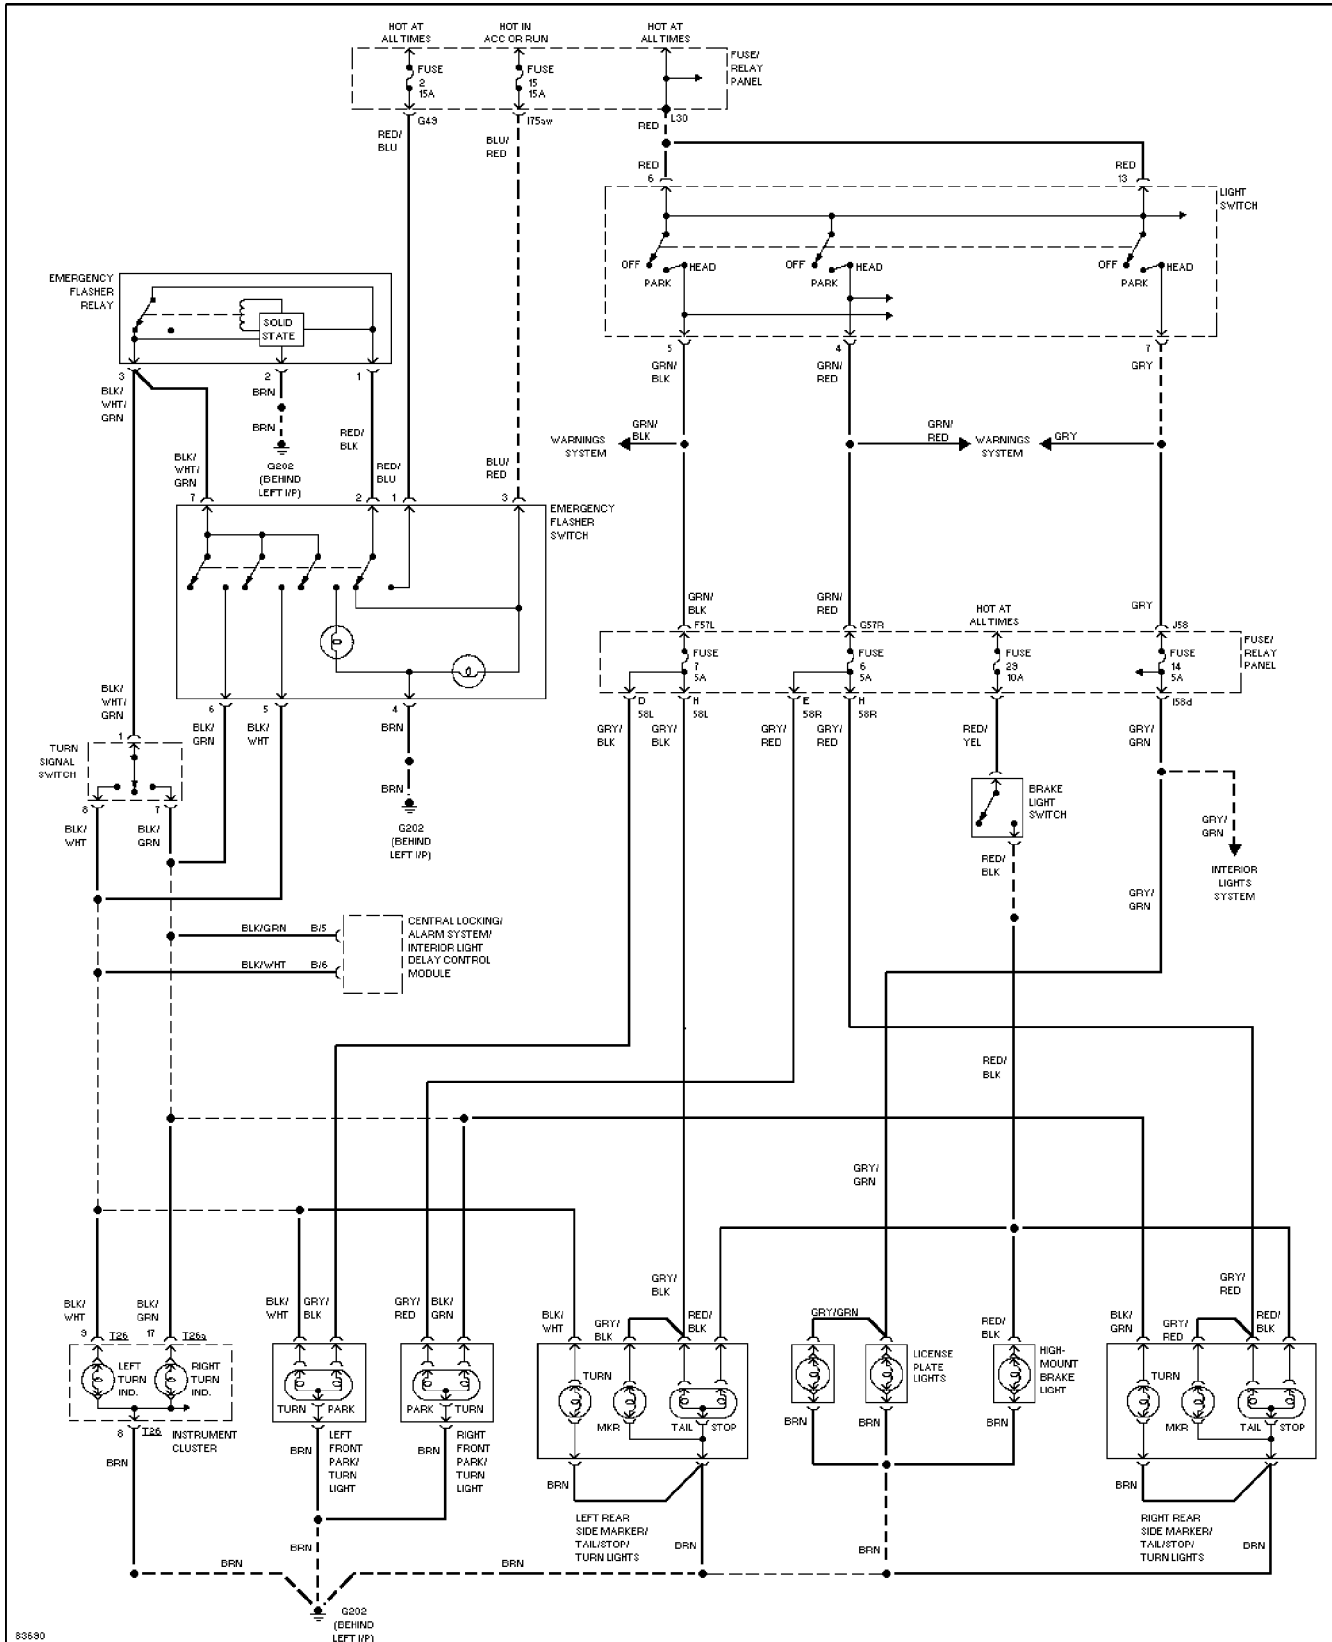 HOT AT
ALL TIMES
HOT IN
ACC OR RUN
HOT AT
ALL TIMES
FUSE
2
15A
FUSE
15
15A
FUSE/
RELAY
PANEL
G49
I75aw
L30
RED/
BLU
BLU/
RED
RED
RED
6
RED
13
LIGHT
SWITCH
OFF
PARK
HEAD
OFF
PARK
HEAD
OFF
PARK
HEAD
EMERGENCY
FLASHER
RELAY
SOLID
STATE
3
2
1
5
4
7
BLK/
WHT/
GRN
BRN
BRN
G202
(BEHIND
LEFT I/P)
RED/
BLK
GRN/
BLK
GRN/
RED
GRY
WARNINGS
SYSTEM
GRN/
BLK
GRN/
RED
WARNINGS
SYSTEM
GRY
BLK/
WHT/
GRN
RED/
BLU
BLU/
RED
7
2
1
3
EMERGENCY
FLASHER
SWITCH
GRN/
BLK
GRN/
RED
HOT AT
ALL TIMES
GRY
F57L
G57R
J58
FUSE
7
5A
FUSE
6
5A
FUSE
29
10A
FUSE
14
5A
FUSE/
RELAY
PANEL
D
58L
H
58L
E
58R
H
58R
I58d
BLK/
WHT/
GRN
6
5
4
BLK/
GRN
BLK/
WHT
BRN
BRN
G202
(BEHIND
LEFT I/P)
GRY/
BLK
GRY/
BLK
GRY/
RED
GRY/
RED
RED/
YEL
GRY/
GRN
TURN
SIGNAL
SWITCH
1
8
7
BLK/
WHT
BLK/
GRN
BRAKE
LIGHT
SWITCH
RED/
BLK
GRY/
GRN
INTERIOR
LIGHTS
SYSTEM
GRY/
GRN
BLK/GRN
B/5
BLK/WHT
B/6
CENTRAL LOCKING/
ALARM SYSTEM/
INTERIOR LIGHT
DELAY CONTROL
MODULE
RED/
BLK
GRY/
GRN
BLK/
WHT
9
T26
BLK/
GRN
17
T26a
BLK/
WHT
GRY/
BLK
GRY/
RED
BLK/
GRN
BLK/
WHT
GRY/
BLK
GRY/
BLK
RED/
BLK
GRY/GRN
RED/
BLK
BLK/
GRN
GRY/
RED
GRY/
RED
RED/
BLK
LEFT
TURN
IND.
RIGHT
TURN
IND.
TURN
PARK
PARK
TURN
TURN
MKR
TAIL
STOP
LICENSE
PLATE
LIGHTS
HIGH-
MOUNT
BRAKE
LIGHT
TURN
MKR
TAIL
STOP
8
T26
INSTRUMENT
CLUSTER
BRN
BRN
LEFT
FRONT
PARK/
TURN
LIGHT
BRN
RIGHT
FRONT
PARK/
TURN
LIGHT
BRN
BRN
BRN
BRN
BRN
LEFT REAR
SIDE MARKER/
TAIL/STOP/
TURN LIGHTS
BRN
RIGHT REAR
SIDE MARKER/
TAIL/STOP/
TURN LIGHTS
BRN
BRN
BRN
BRN
BRN
G202
(BEHIND
LEFT I/P)
83690